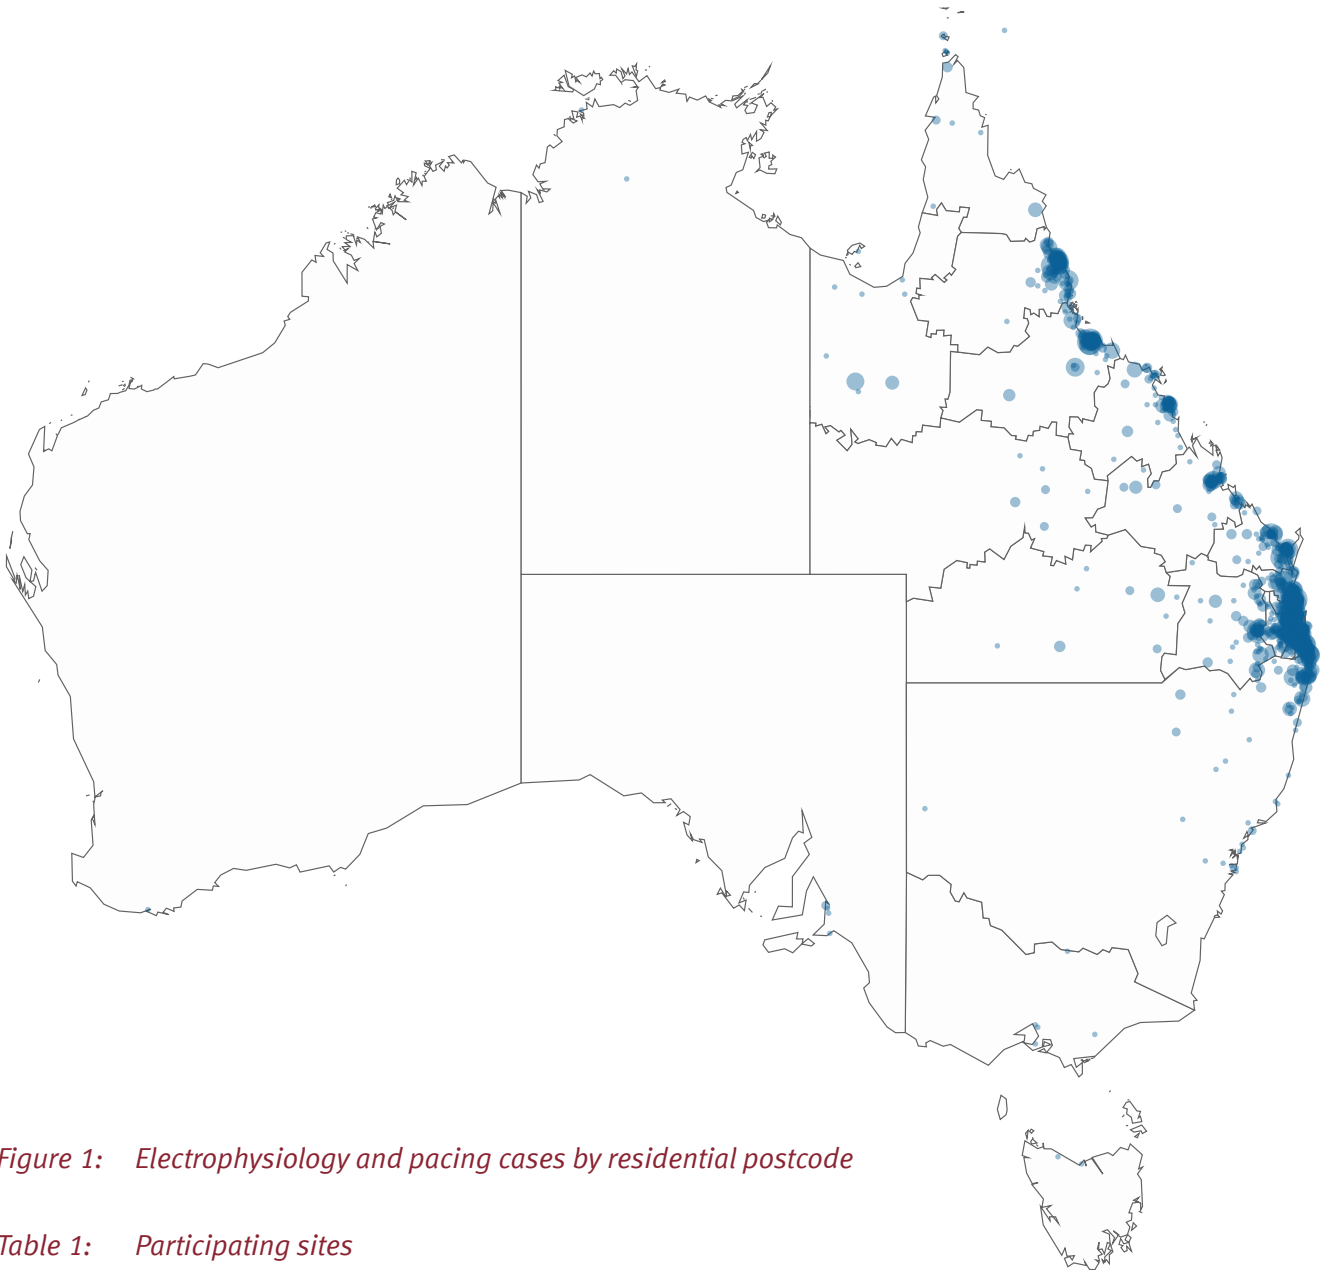 Figure 1: Electrophysiology and pacing cases by residential postcode
Table 1: Participating sites